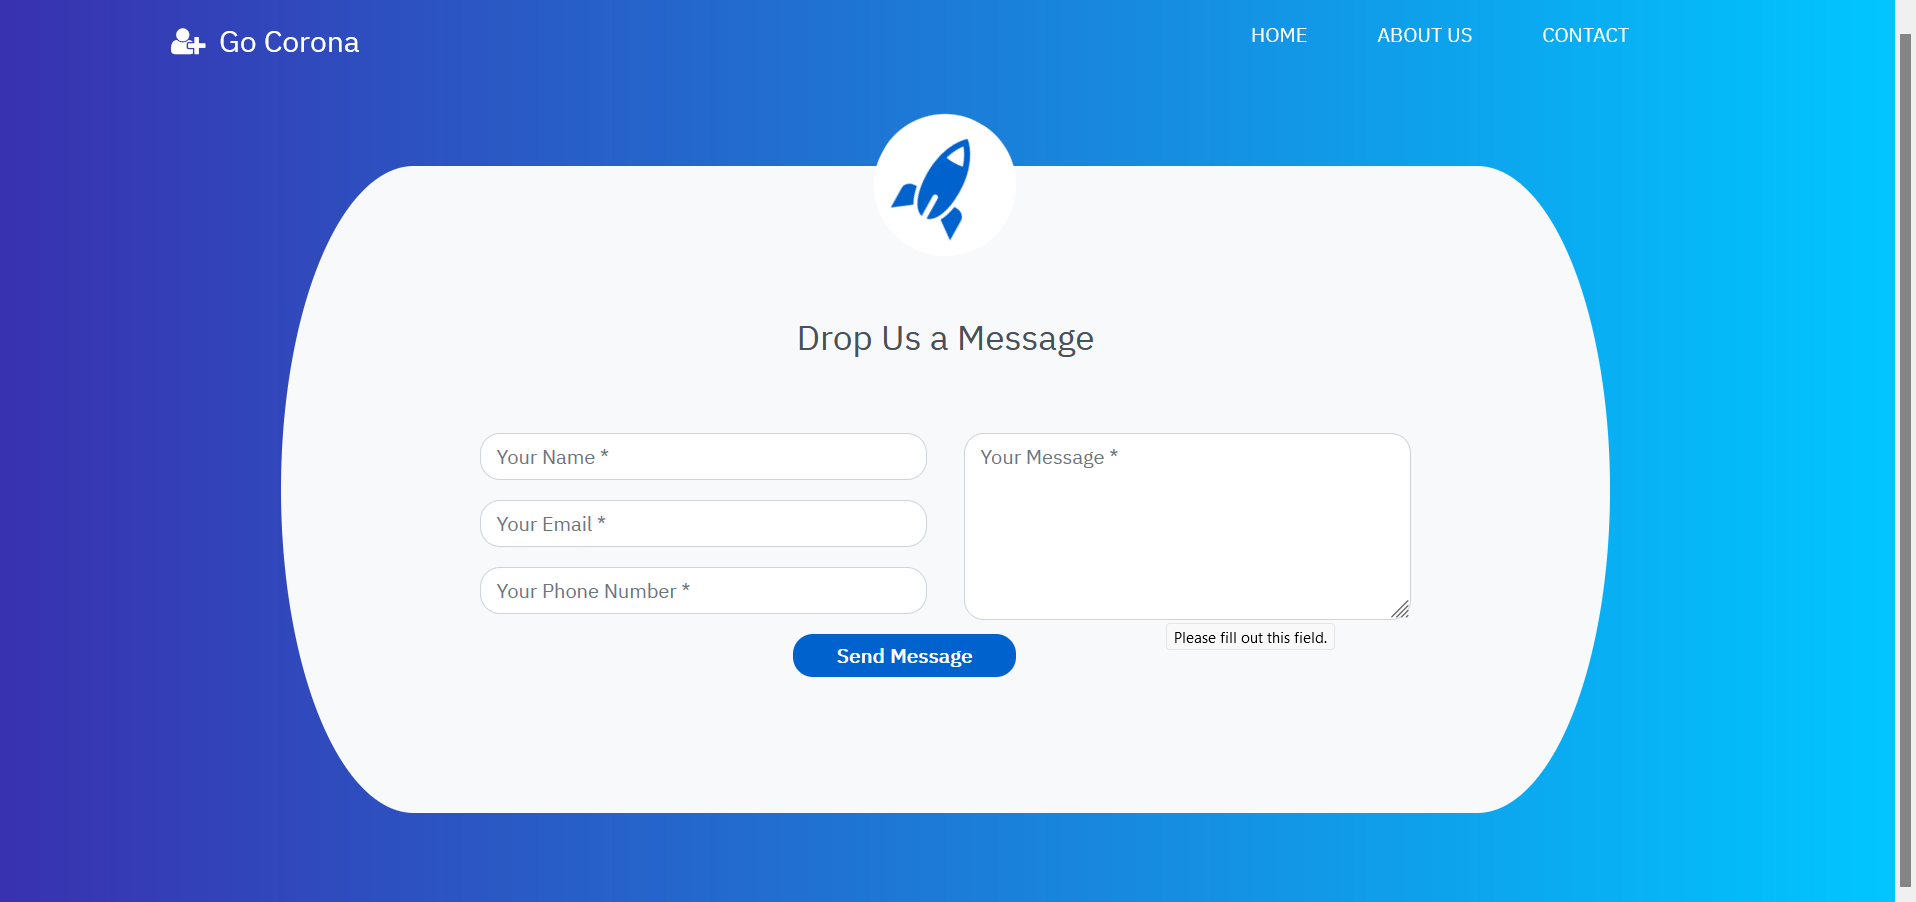 Go Corona
HOME
ABOUT US
CONTACT
Drop Us a Message
Your Name *
Your Email *
Your Phone Number *
Your Message *
Please fill out this field.
Send Message